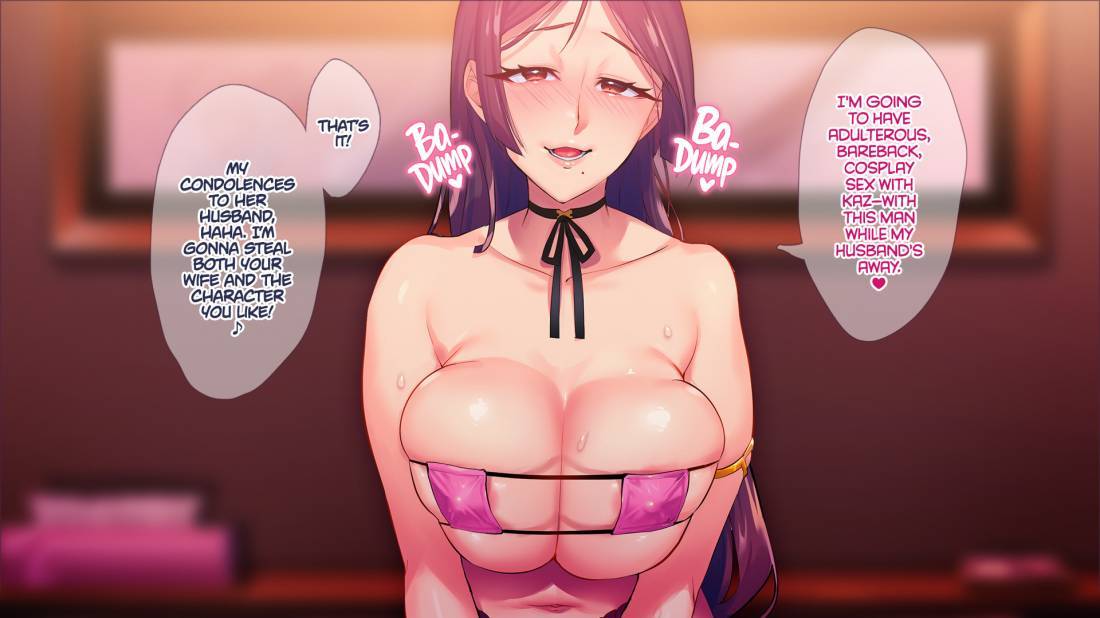 I'M GOING
TO HAVE
ADULTEROUS,
BAREBACK,
COSPLAY
SEX WITH
KAZ-WITH
THIS MAN
WHILE MY
HUSBAND'S
AWAY.
♥
BA-
DUMP
♥
BA-
DUMP
♥
THAT'S
IT!
MY
CONDOLENCES
TO HER
HUSBAND,
HAHA. I'M
GONNA STEAL
BOTH YOUR
WIFE AND THE
CHARACTER
YOU LIKE!
♪